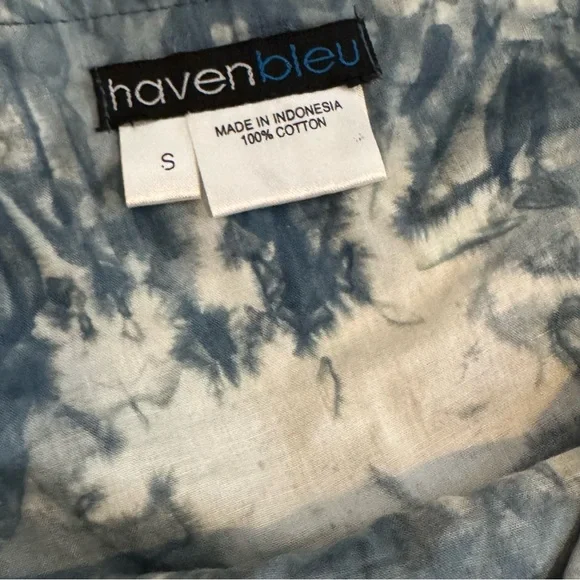 havenbleu
S
MADE IN INDONESIA
100% COTTON